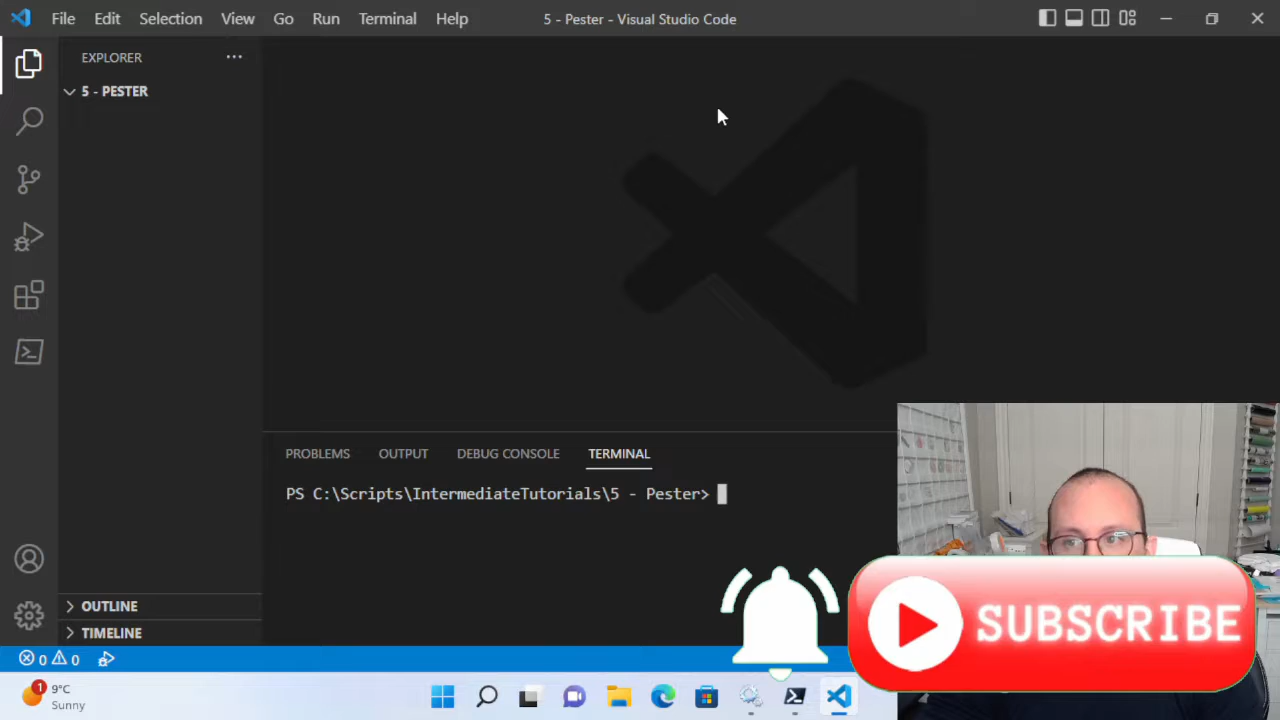 File Edit Selection View Go Run Terminal Help
5 - Pester - Visual Studio Code
EXPLORER
5 - PESTER
PROBLEMS OUTPUT DEBUG CONSOLE TERMINAL
PS C:\Scripts\IntermediateTutorials\5 - Pester>
OUTLINE
TIMELINE
0 0
SUBSCRIBE
1
9°C
Sunny